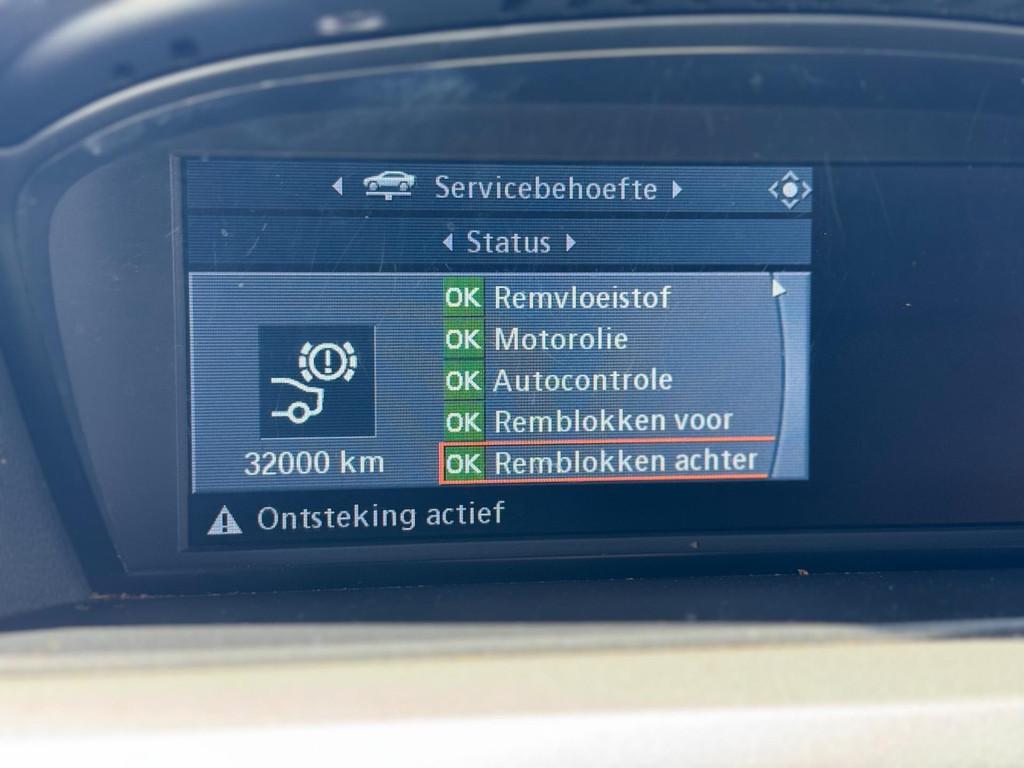 Servicebehoefte
Status
OK Remvloeistof
OK Motorolie
OK Autocontrole
OK Remblokken voor
OK Remblokken achter
32000 km
Ontsteking actief